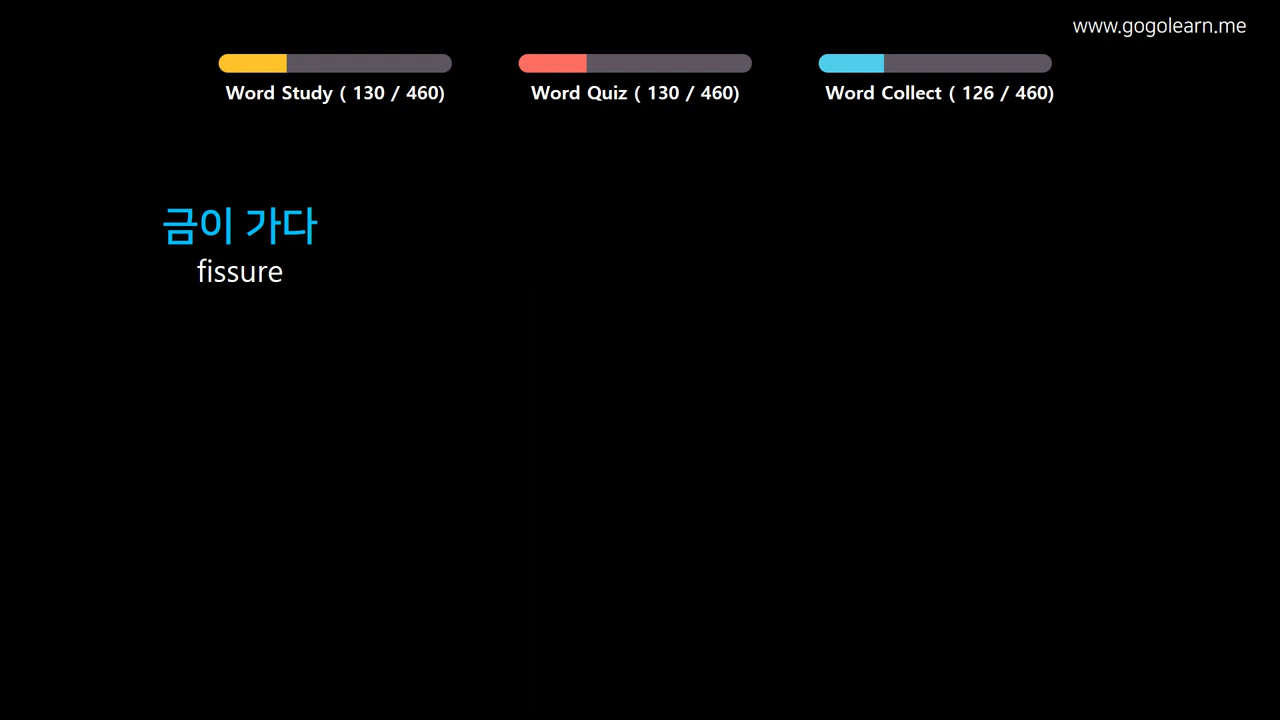 www.gogolearn.me
Word Study ( 130 / 460)
Word Quiz ( 130 / 460)
Word Collect ( 126 / 460)
금이 가다
fissure